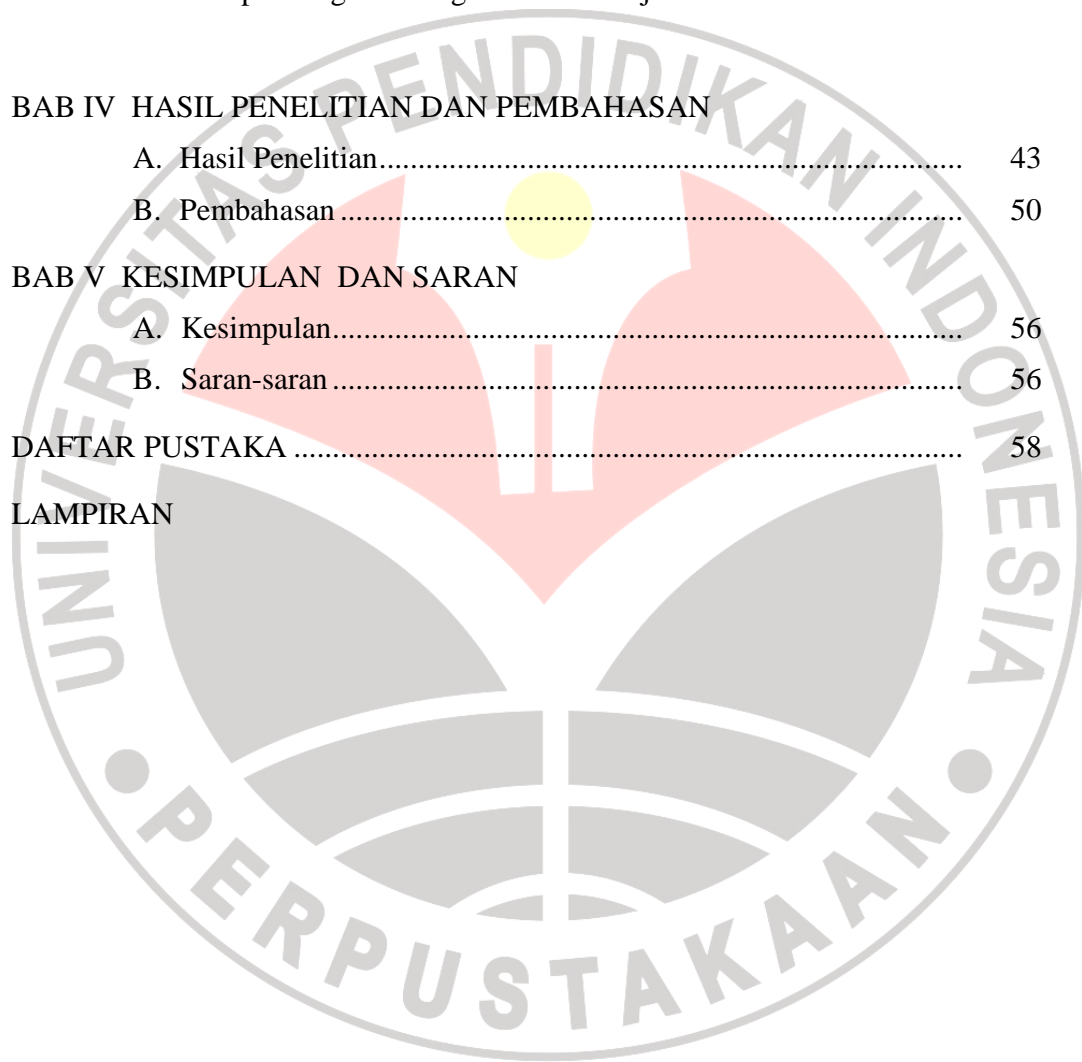 BAB IV HASIL PENELITIAN DAN PEMBAHASAN
A. Hasil Penelitian...................................................................... 43
B. Pembahasan ...................................................................... 50
BAB V KESIMPULAN DAN SARAN
A. Kesimpulan...................................................................... 56
B. Saran-saran ...................................................................... 56
DAFTAR PUSTAKA ...................................................................... 58
LAMPIRAN
UNIVERSITAS PENDIDIKAN INDONESIA
PERPUSTAKAAN